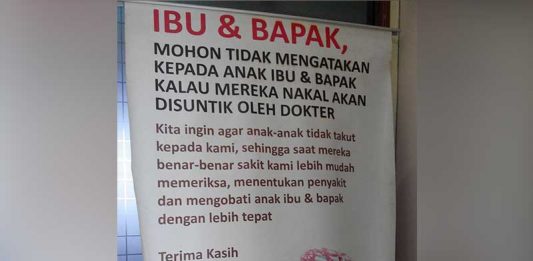 IBU & BAPAK,
MOHON TIDAK MENGATAKAN
KEPADA ANAK IBU & BAPAK
KALAU MEREKA NAKAL AKAN
DISUNTIK OLEH DOKTER
Kita ingin agar anak-anak tidak takut
kepada kami, sehingga saat mereka
benar-benar sakit kami lebih mudah
memeriksa, menentukan penyakit
dan mengobati anak ibu & bapak
dengan lebih tepat
Terima Kasih